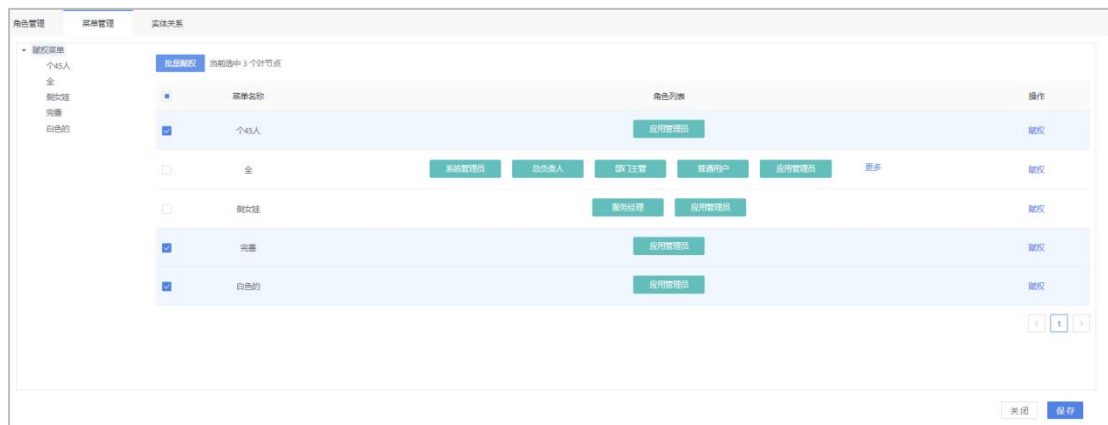 角色管理 菜单管理 实体关系
赋权菜单
个45人
全
倒女娃
完善
白色的
批量赋权 当前选中 3 个叶节点
菜单名称 角色列表 操作
个45人 应用管理员 赋权
全 系统管理员 总负责人 部门主管 普通用户 应用管理员 更多 赋权
倒女娃 服务经理 应用管理员 赋权
完善 应用管理员 赋权
白色的 应用管理员 赋权
< 1 >
关闭 保存